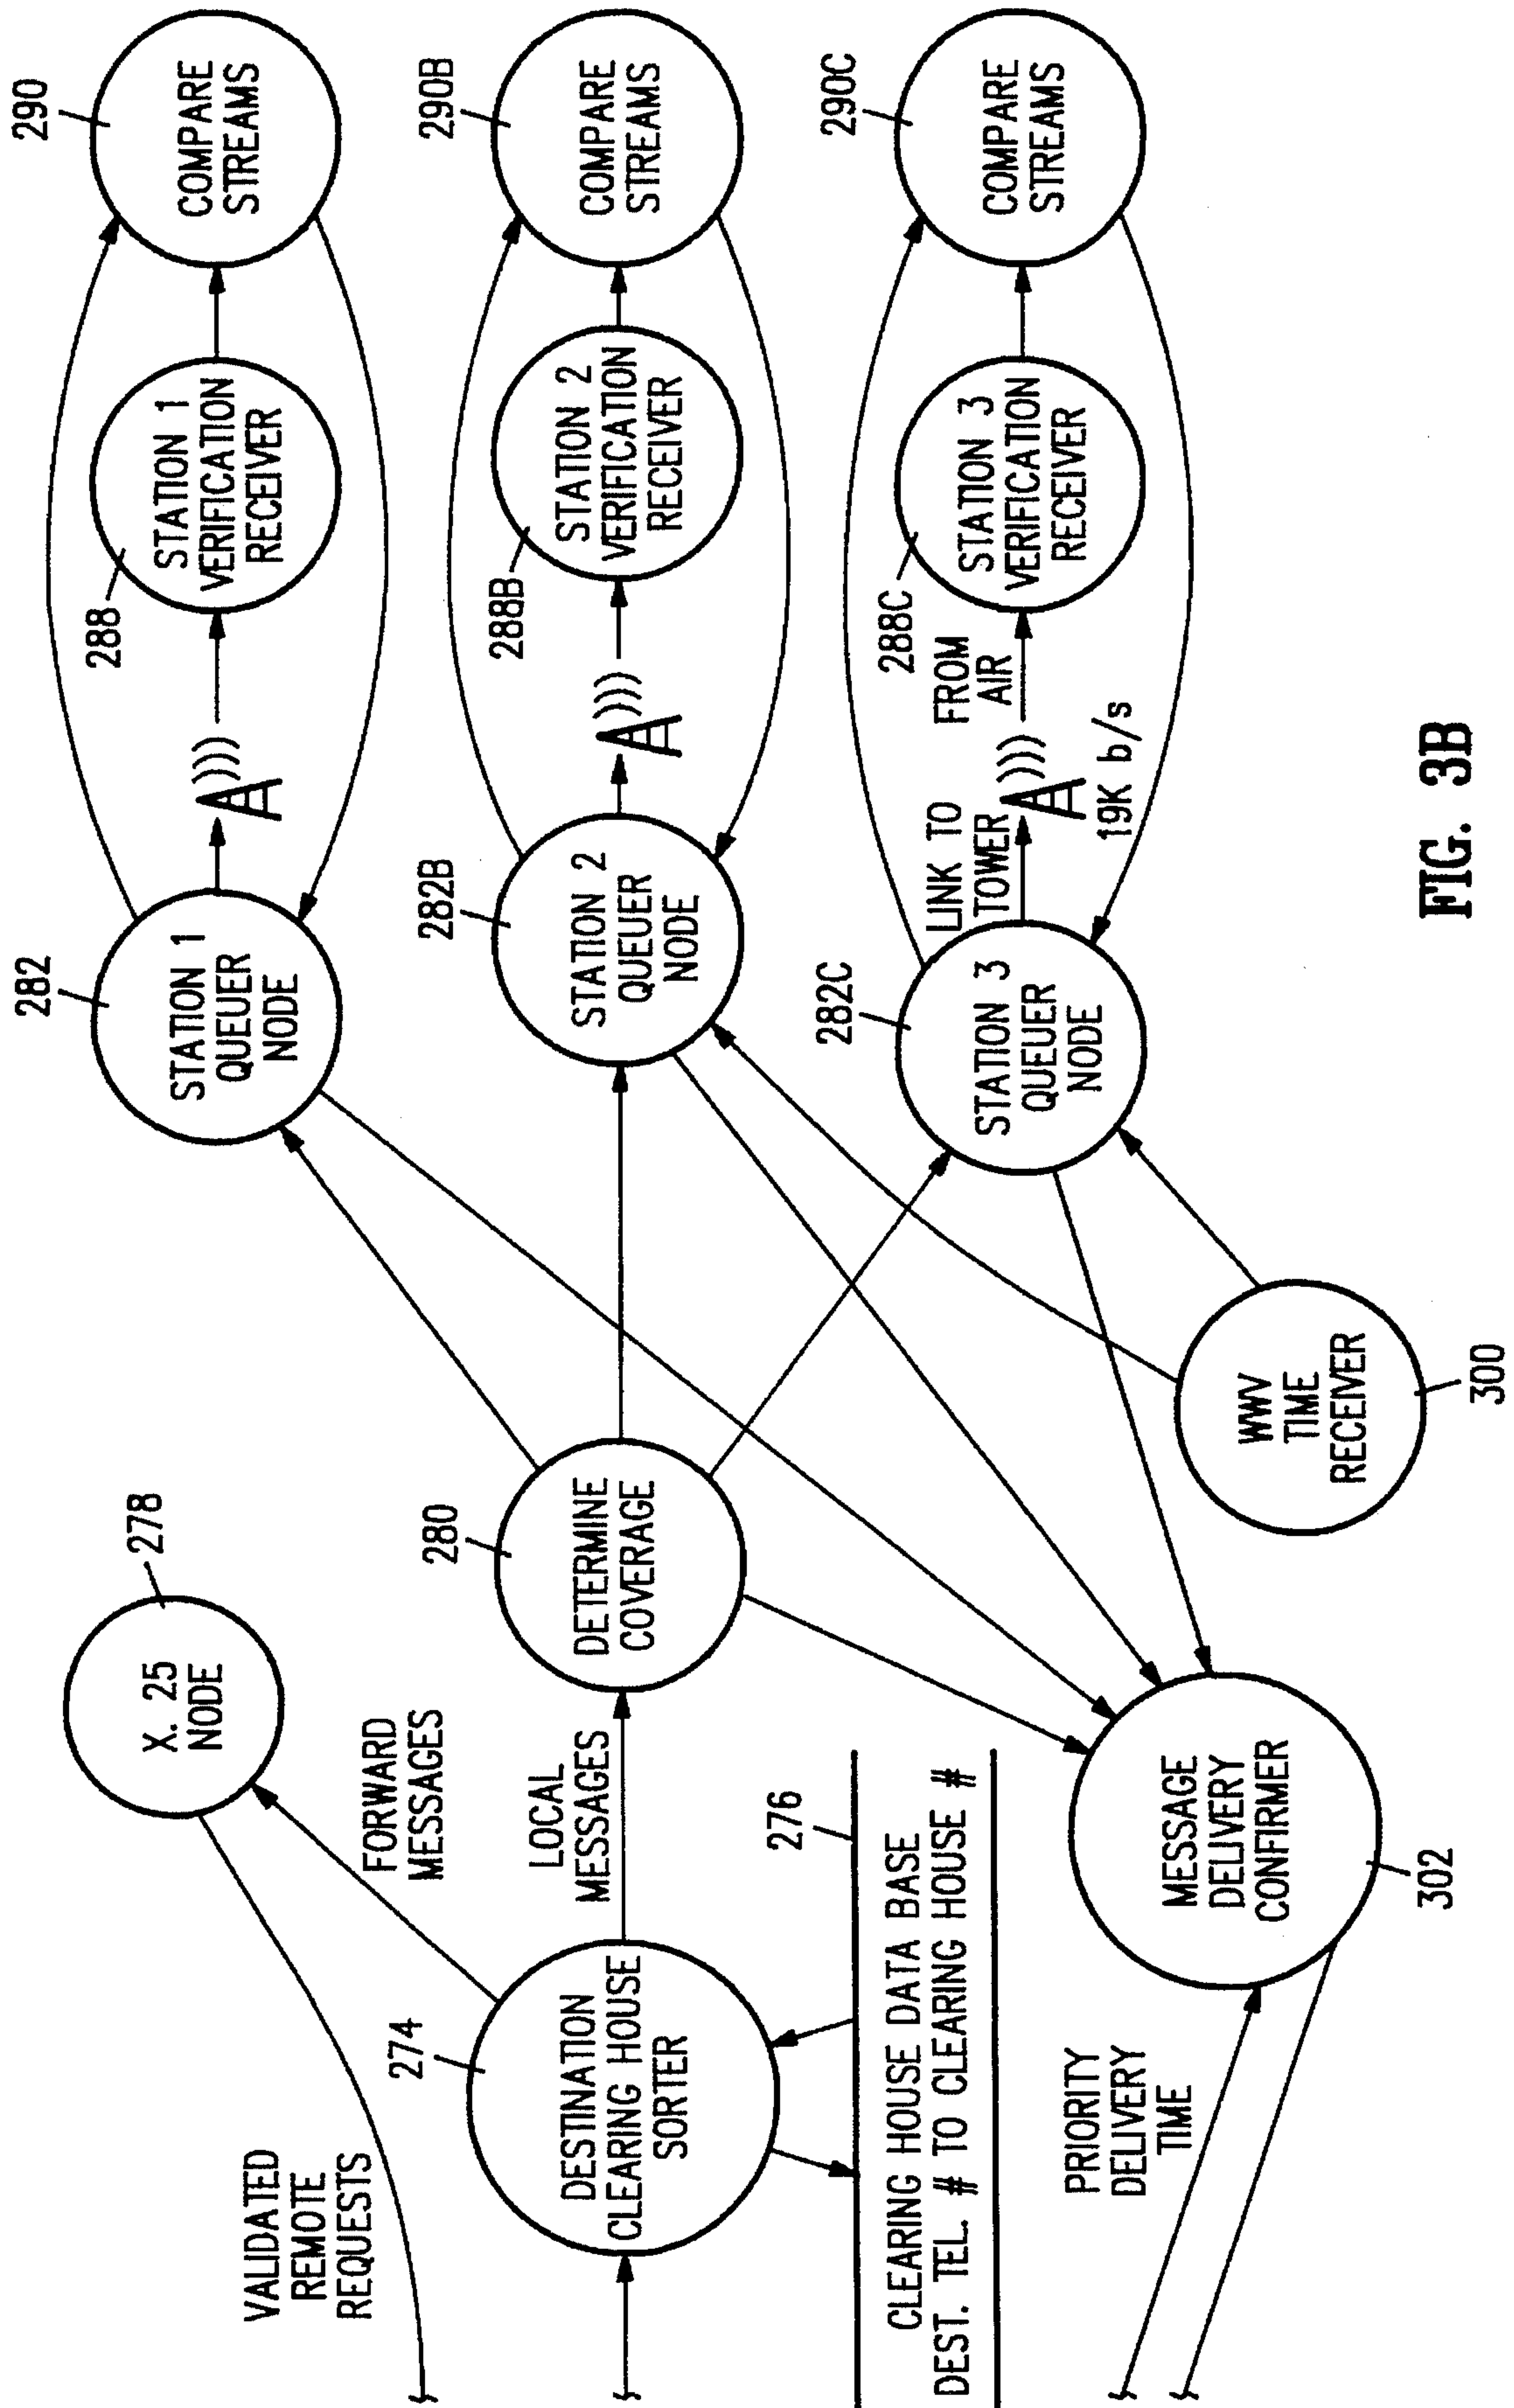 290
COMPARE
STREAMS
290B
COMPARE
STREAMS
290C
COMPARE
STREAMS
288
STATION 1
VERIFICATION
RECEIVER
288B
STATION 2
VERIFICATION
RECEIVER
288C
STATION 3
VERIFICATION
RECEIVER
FROM
AIR
A
A
A
19K b/s
LINK TO
TOWER
282
STATION 1
QUEUER
NODE
282B
STATION 2
QUEUER
NODE
282C
STATION 3
QUEUER
NODE
278
X. 25
NODE
280
DETERMINE
COVERAGE
WWV
TIME
RECEIVER
300
FORWARD
MESSAGES
LOCAL
MESSAGES
VALIDATED
REMOTE
REQUESTS
274
DESTINATION
CLEARING HOUSE
SORTER
276
CLEARING HOUSE DATA BASE
DEST. TEL. # TO CLEARING HOUSE #
MESSAGE
DELIVERY
CONFIRMER
302
PRIORITY
DELIVERY
TIME
FIG. 3B